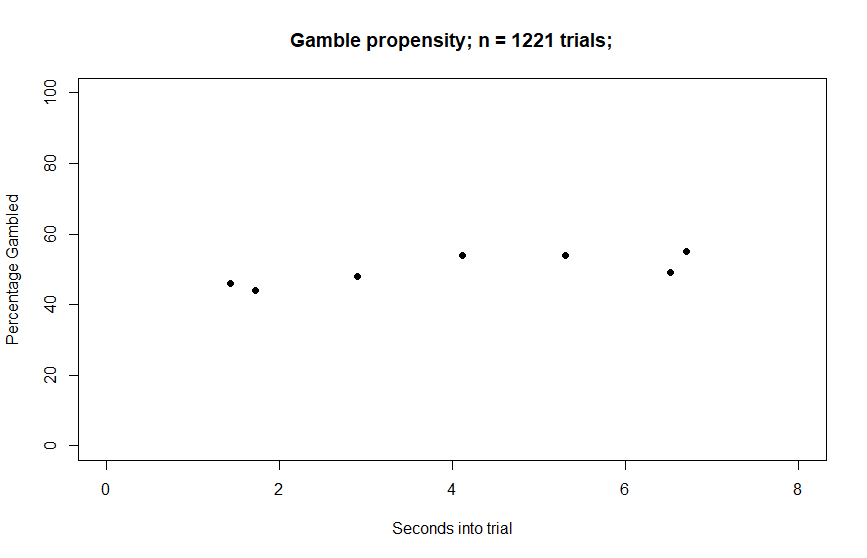 Gamble propensity; n = 1221 trials;
Percentage Gambled
100
80
60
40
20
0
0 2 4 6 8
Seconds into trial